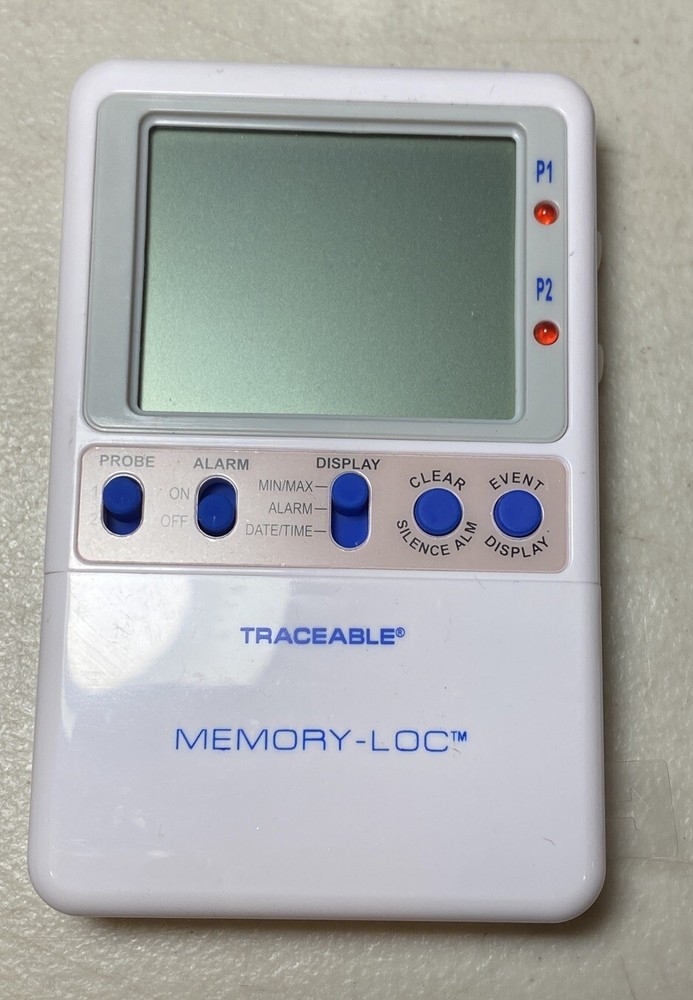 P1
P2
PROBE
1
2
ALARM
ON
OFF
DISPLAY
MIN/MAX
ALARM
DATE/TIME
CLEAR
SILENCE ALM
EVENT
DISPLAY
TRACEABLE®
MEMORY-LOC™